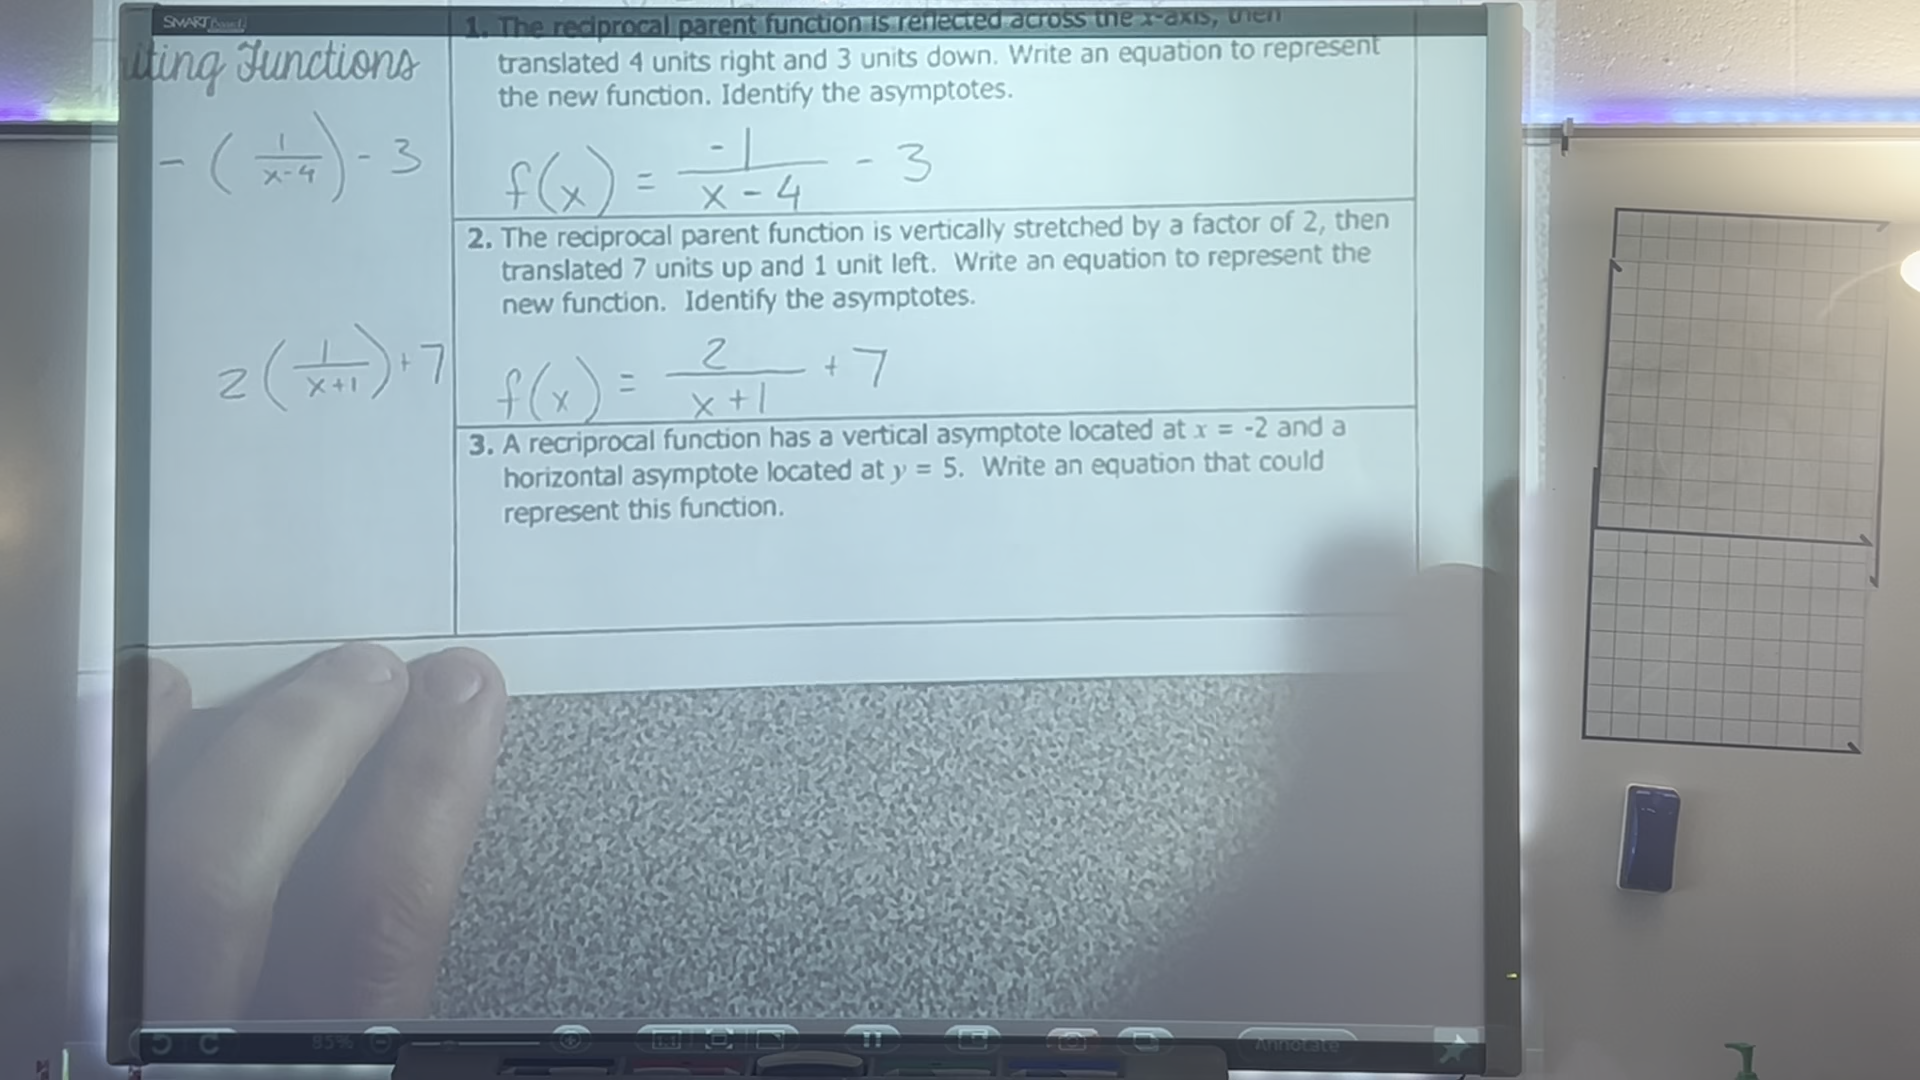 SMART Board
iting Functions
1. The reciprocal parent function is reflected across the x-axis, then
translated 4 units right and 3 units down. Write an equation to represent
the new function. Identify the asymptotes.
- (1/(x-4)) - 3
f(x) = -1/(x - 4) - 3
2. The reciprocal parent function is vertically stretched by a factor of 2, then
translated 7 units up and 1 unit left. Write an equation to represent the
new function. Identify the asymptotes.
2(1/(x+1)) + 7
f(x) = 2/(x+1) + 7
3. A recriprocal function has a vertical asymptote located at x = -2 and a
horizontal asymptote located at y = 5. Write an equation that could
represent this function.
85%
Annotate